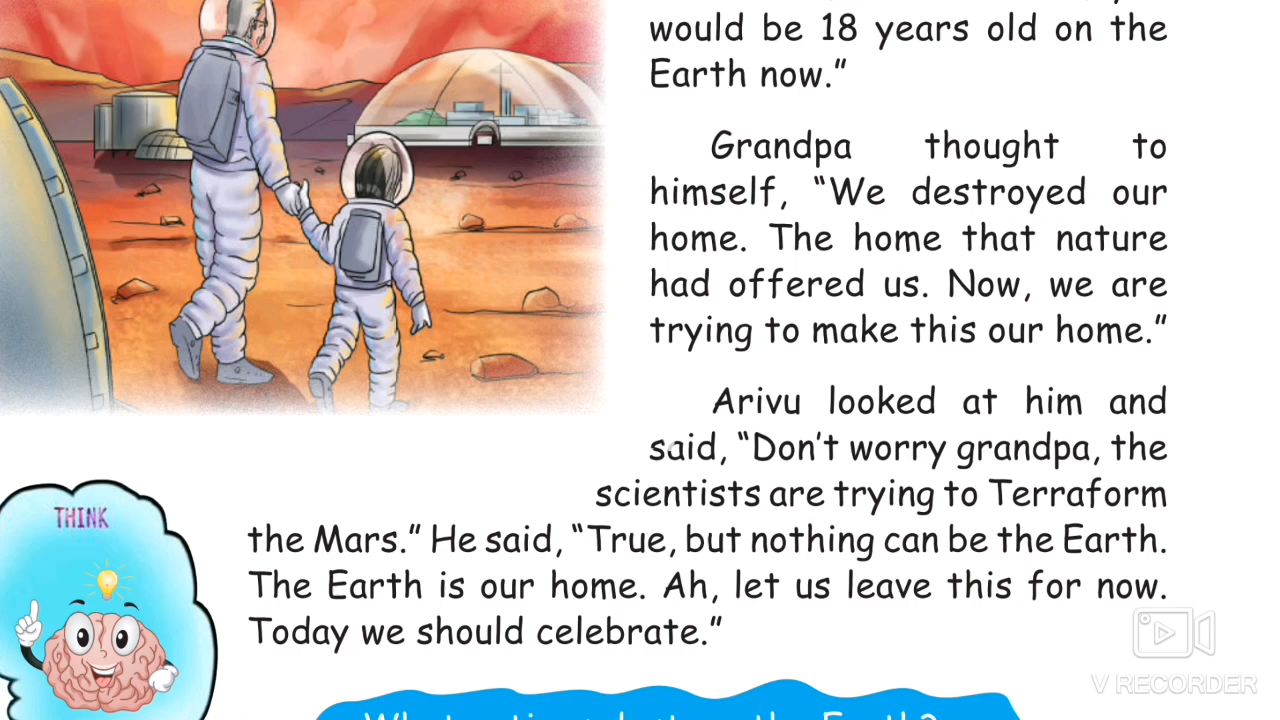 would be 18 years old on the
Earth now.”
Grandpa thought to
himself, “We destroyed our
home. The home that nature
had offered us. Now, we are
trying to make this our home.”
Arivu looked at him and
said, “Don’t worry grandpa, the
scientists are trying to Terraform
the Mars.” He said, “True, but nothing can be the Earth.
The Earth is our home. Ah, let us leave this for now.
Today we should celebrate.”
THINK
V RECORDER